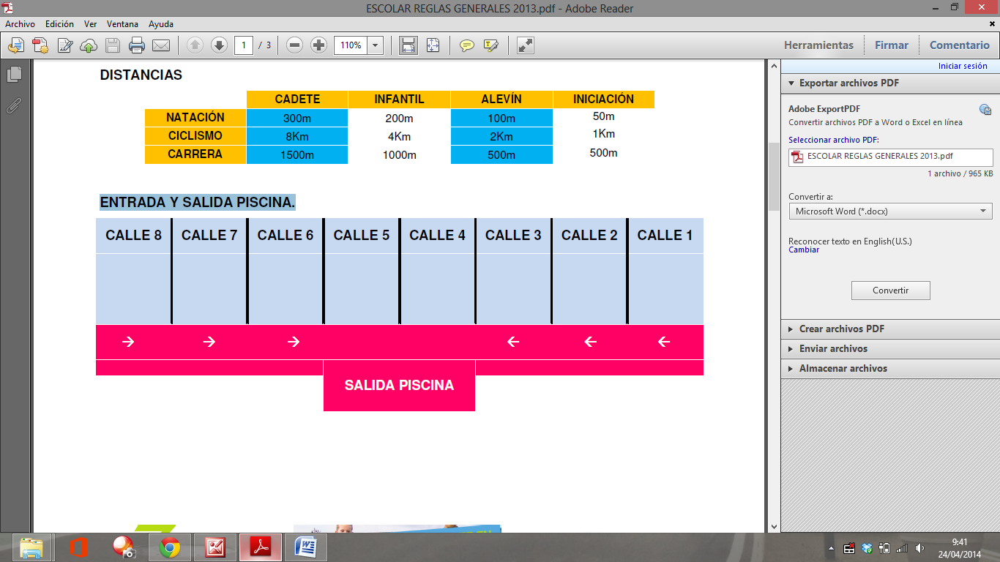 ESCOLAR REGLAS GENERALES 2013.pdf - Adobe Reader
Archivo Edición Ver Ventana Ayuda
1 / 3 110% Herramientas Firmar Comentario
Iniciar sesión
Exportar archivos PDF
Adobe ExportPDF
Convertir archivos PDF a Word o Excel en línea
Seleccionar archivo PDF:
ESCOLAR REGLAS GENERALES 2013.pdf
1 archivo / 965 KB
Convertir a:
Microsoft Word (*.docx)
Reconocer texto en English(U.S.)
Cambiar
Convertir
Crear archivos PDF
Enviar archivos
Almacenar archivos
DISTANCIAS
CADETE INFANTIL ALEVÍN INICIACIÓN
NATACIÓN 300m 200m 100m 50m
CICLISMO 8Km 4Km 2Km 1Km
CARRERA 1500m 1000m 500m 500m
ENTRADA Y SALIDA PISCINA.
CALLE 8 CALLE 7 CALLE 6 CALLE 5 CALLE 4 CALLE 3 CALLE 2 CALLE 1
→ → → ← ← ←
SALIDA PISCINA
9:41
24/04/2014